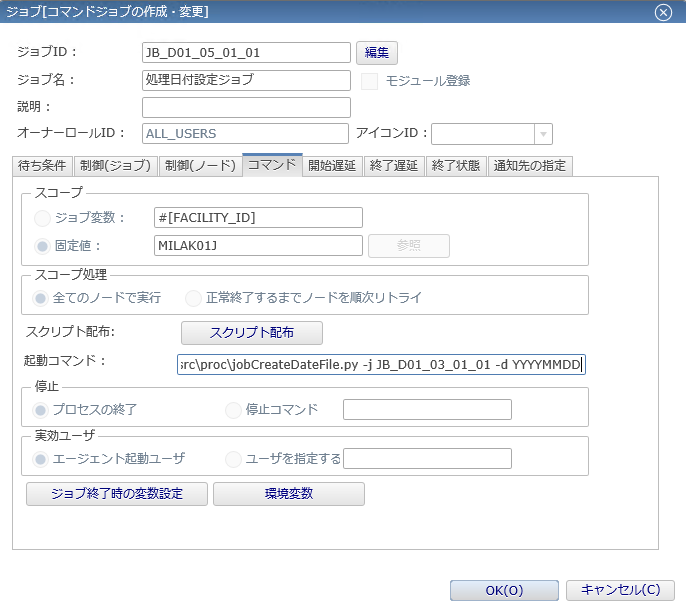 ジョブ[コマンドジョブの作成・変更]
ジョブID： JB_D01_05_01_01 編集
ジョブ名： 処理日付設定ジョブ モジュール登録
説明：
オーナーロールID： ALL_USERS アイコンID：
待ち条件 制御(ジョブ) 制御(ノード) コマンド 開始遅延 終了遅延 終了状態 通知先の指定
スコープ
ジョブ変数： #[FACILITY_ID]
固定値： MILAK01J 参照
スコープ処理
全てのノードで実行 正常終了するまでノードを順次リトライ
スクリプト配布: スクリプト配布
起動コマンド： src\proc\jobCreateDateFile.py -j JB_D01_03_01_01 -d YYYYMMDD
停止
プロセスの終了 停止コマンド
実効ユーザ
エージェント起動ユーザ ユーザを指定する
ジョブ終了時の変数設定 環境変数
OK(O) キャンセル(C)